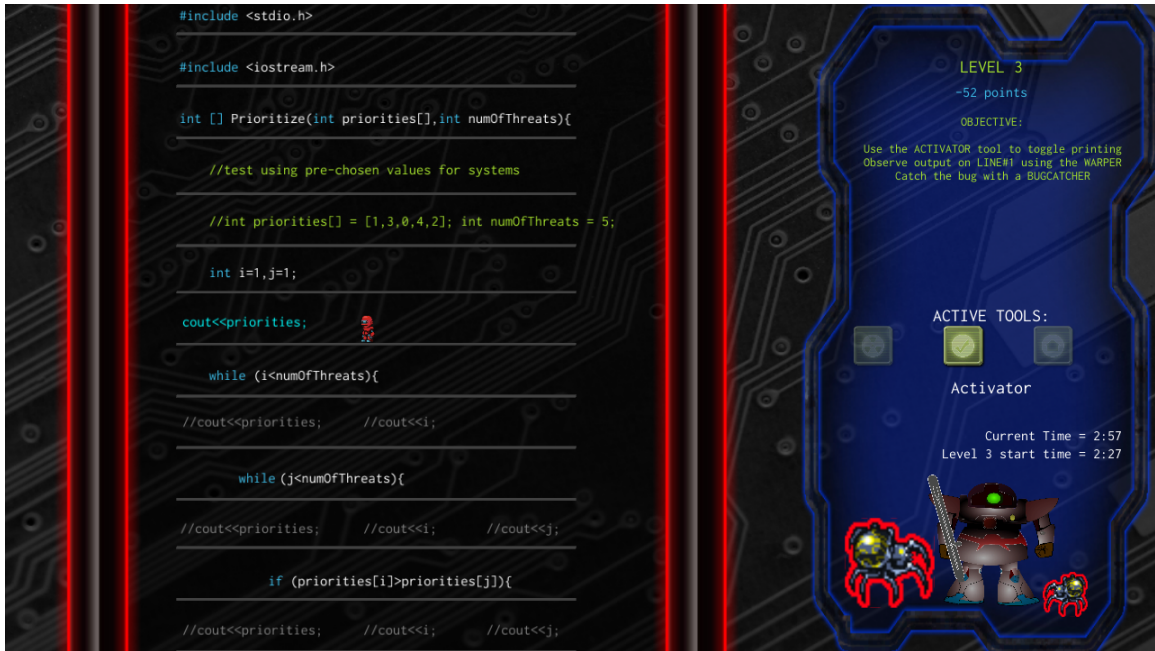 #include <stdio.h>
#include <iostream.h>
int [] Prioritize(int priorities[],int numOfThreats){
//test using pre-chosen values for systems
//int priorities[] = [1,3,0,4,2]; int numOfThreats = 5;
int i=1,j=1;
cout<<priorities;
while (i<numOfThreats){
//cout<<priorities; //cout<<i;
while (j<numOfThreats){
//cout<<priorities; //cout<<i; //cout<<j;
if (priorities[i]>priorities[j]){
//cout<<priorities; //cout<<i; //cout<<j;
LEVEL 3
-52 points
OBJECTIVE:
Use the ACTIVATOR tool to toggle printing
Observe output on LINE#1 using the WARPER
Catch the bug with a BUGCATCHER
ACTIVE TOOLS:
Activator
Current Time = 2:57
Level 3 start time = 2:27